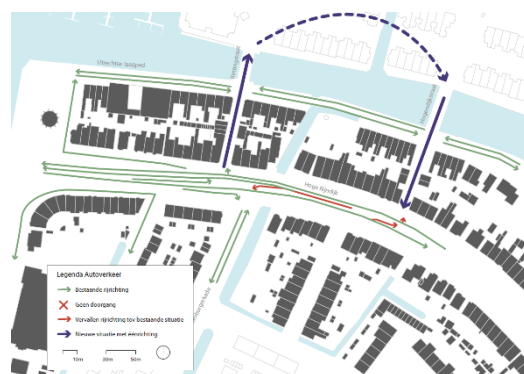 Utrechtse Jaagpad
Hoge Rijndijk
Legenda Autoverkeer
Bestaande rijrichting
Geen doorgang
Vervallen rijrichting tov bestaande situatie
Nieuwe situatie met éénrichting
10m 20m 50m